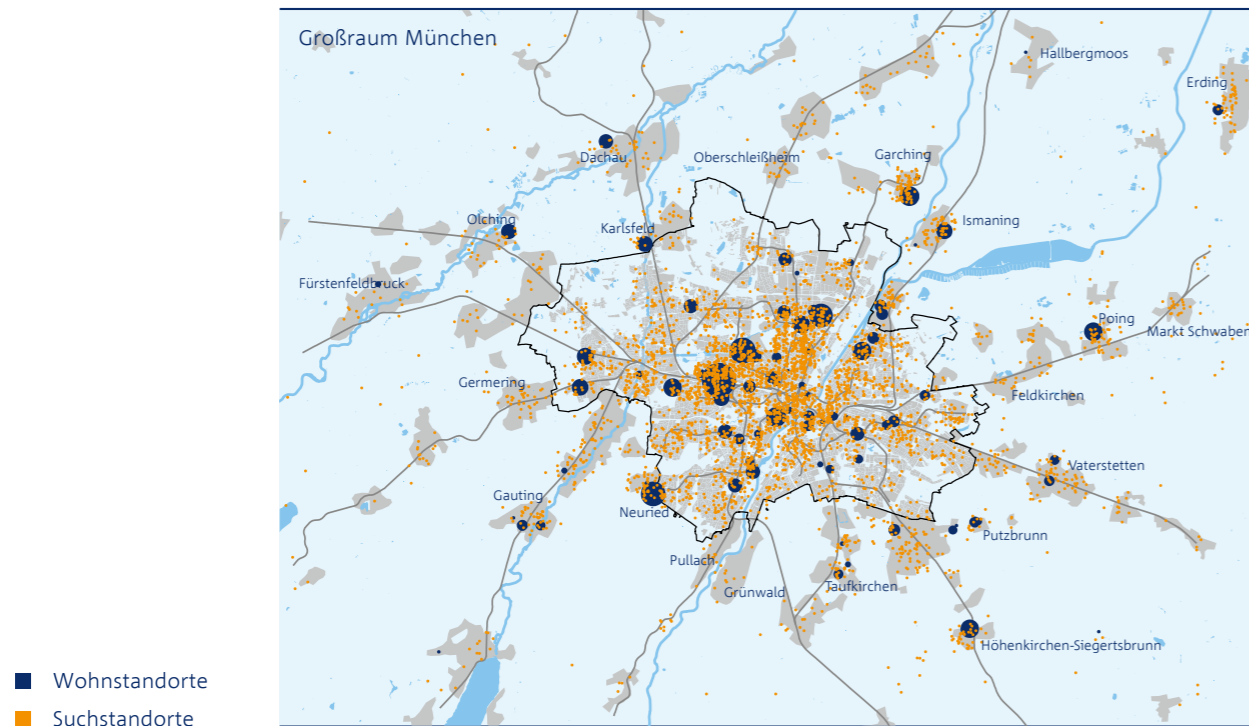 Großraum München
Hallbergmoos
Erding
Dachau
Oberschleißheim
Garching
Olching
Karlsfeld
Ismaning
Fürstenfeldbruck
Poing
Markt Schwaben
Germering
Feldkirchen
Vaterstetten
Gauting
Neuried
Putzbrunn
Pullach
Grünwald
Taufkirchen
Höhenkirchen-Siegertsbrunn
Wohnstandorte
Suchstandorte